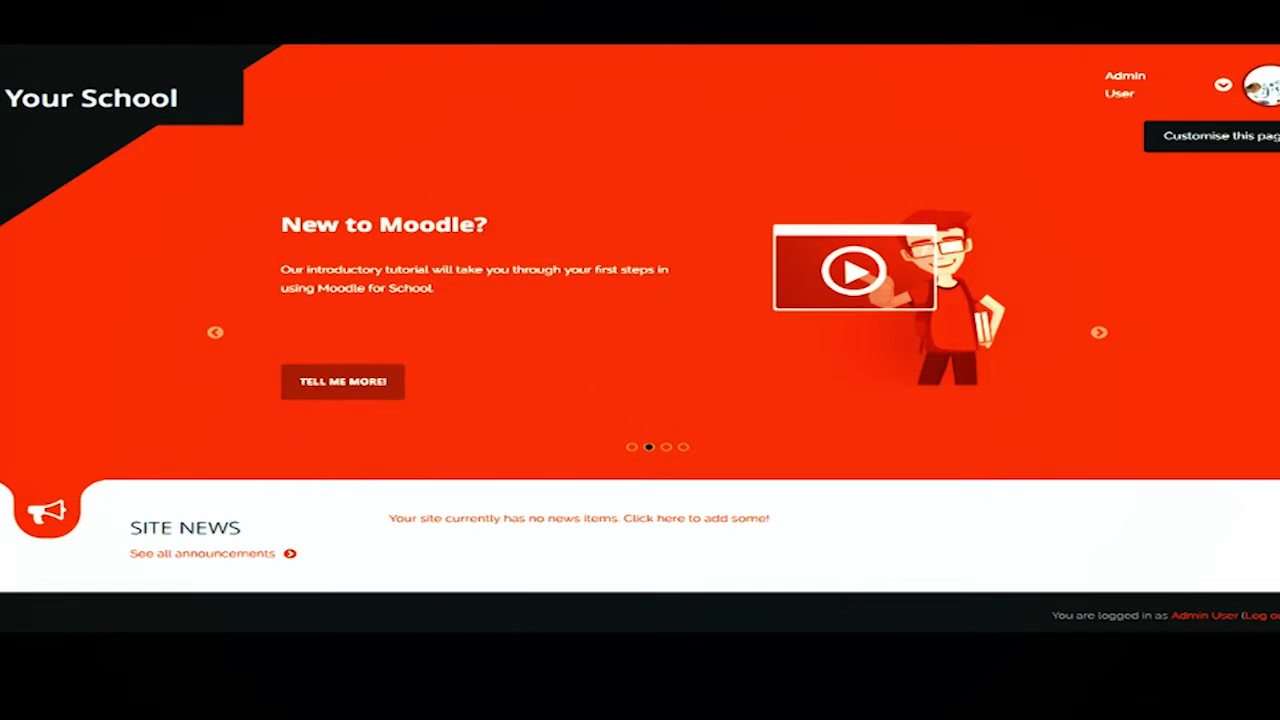 Your School
Admin
User
Customise this
New to Moodle?
Our introductory tutorial will take you through your first steps in
using Moodle for School.
TELL ME MORE!
SITE NEWS
Your site currently has no news items. Click here to add some!
See all announcements
You are logged in as Admin User (Log